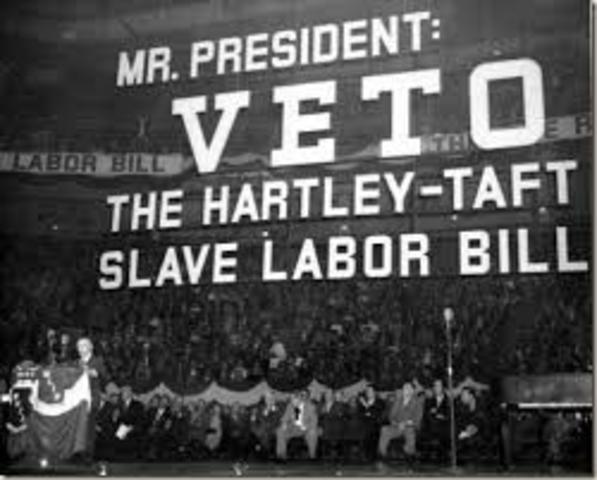 MR. PRESIDENT:
VETO
THE HARTLEY-TAFT
SLAVE LABOR BILL
LABOR BILL